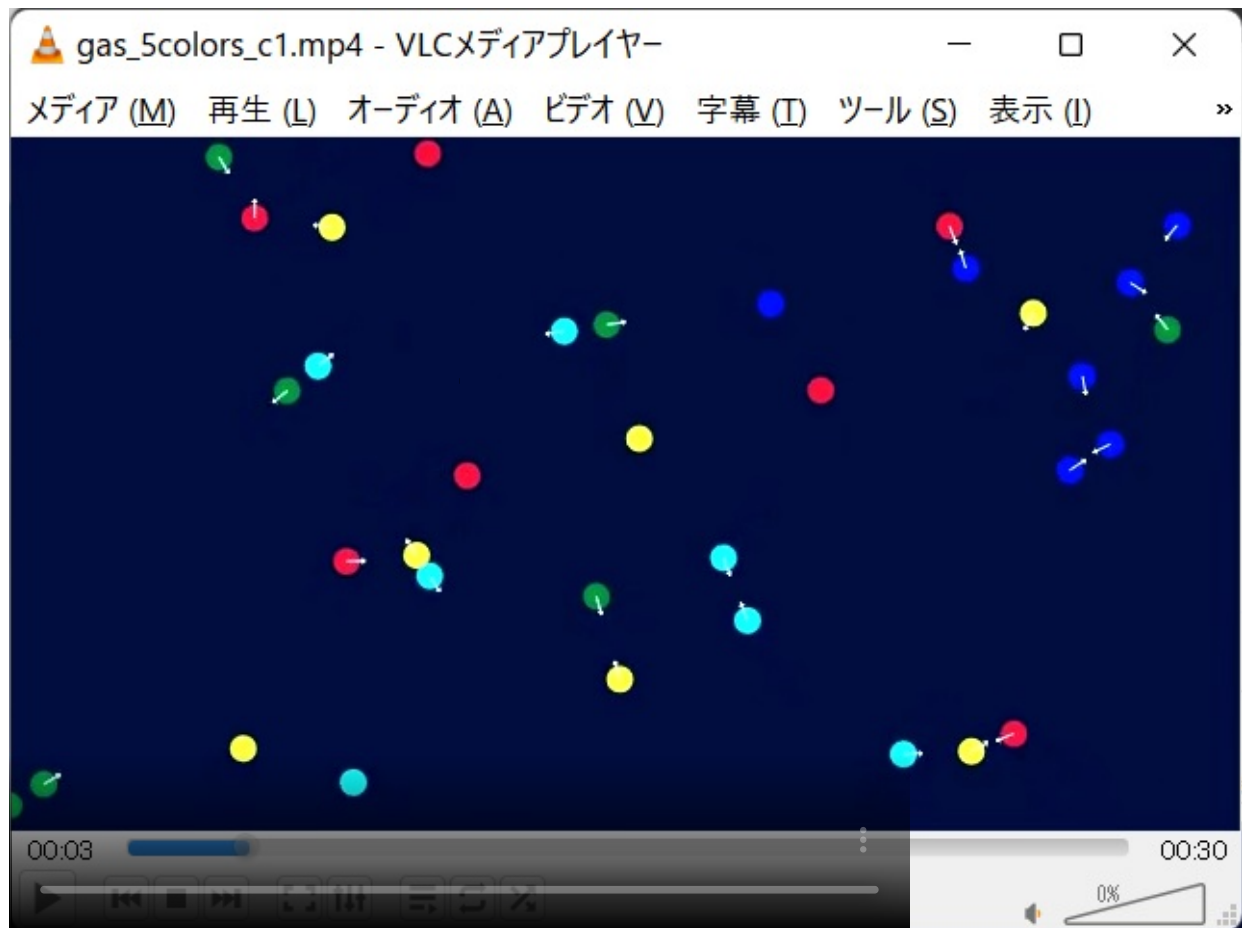 gas_5colors_c1.mp4 - VLCメディアプレイヤー
メディア (M) 再生 (L) オーディオ (A) ビデオ (V) 字幕 (T) ツール (S) 表示 (I) »
00:03 00:30
0%